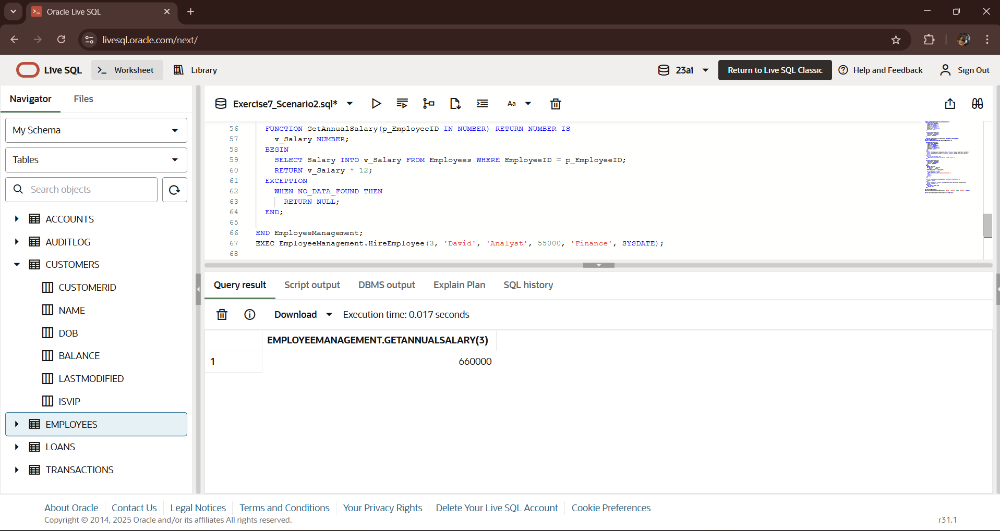 Oracle Live SQL
livesql.oracle.com/next/
Live SQL
Worksheet
Library
23ai
Return to Live SQL Classic
Help and Feedback
Sign Out
Navigator
Files
My Schema
Tables
Search objects
ACCOUNTS
AUDITLOG
CUSTOMERS
CUSTOMERID
NAME
DOB
BALANCE
LASTMODIFIED
ISVIP
EMPLOYEES
LOANS
TRANSACTIONS
Exercise7_Scenario2.sql*
Aa
56 FUNCTION GetAnnualSalary(p_EmployeeID IN NUMBER) RETURN NUMBER IS
57 v_Salary NUMBER;
58 BEGIN
59 SELECT Salary INTO v_Salary FROM Employees WHERE EmployeeID = p_EmployeeID;
60 RETURN v_Salary * 12;
61 EXCEPTION
62 WHEN NO_DATA_FOUND THEN
63 RETURN NULL;
64 END;
65
66 END EmployeeManagement;
67 EXEC EmployeeManagement.HireEmployee(3, 'David', 'Analyst', 55000, 'Finance', SYSDATE);
68
Query result
Script output
DBMS output
Explain Plan
SQL history
Download
Execution time: 0.017 seconds
EMPLOYEEMANAGEMENT.GETANNUALSALARY(3)
1 660000
About Oracle
Contact Us
Legal Notices
Terms and Conditions
Your Privacy Rights
Delete Your Live SQL Account
Cookie Preferences
Copyright © 2014, 2025 Oracle and/or its affiliates All rights reserved.
r31.1